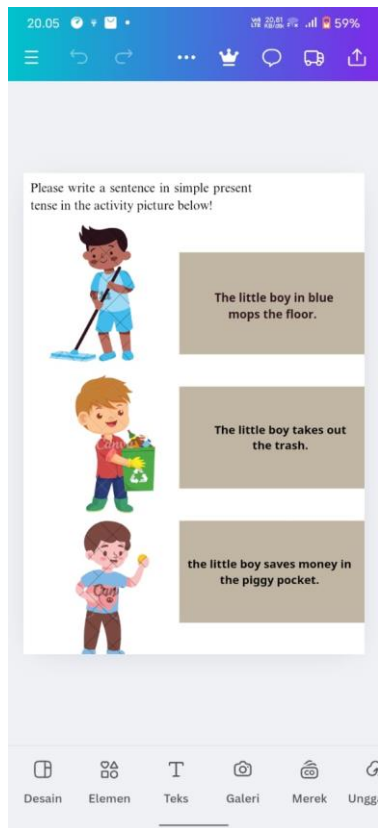 20.05 59%
Please write a sentence in simple present
tense in the activity picture below!
The little boy in blue
mops the floor.
The little boy takes out
the trash.
the little boy saves money in
the piggy pocket.
Desain Elemen Teks Galeri Merek Ungg